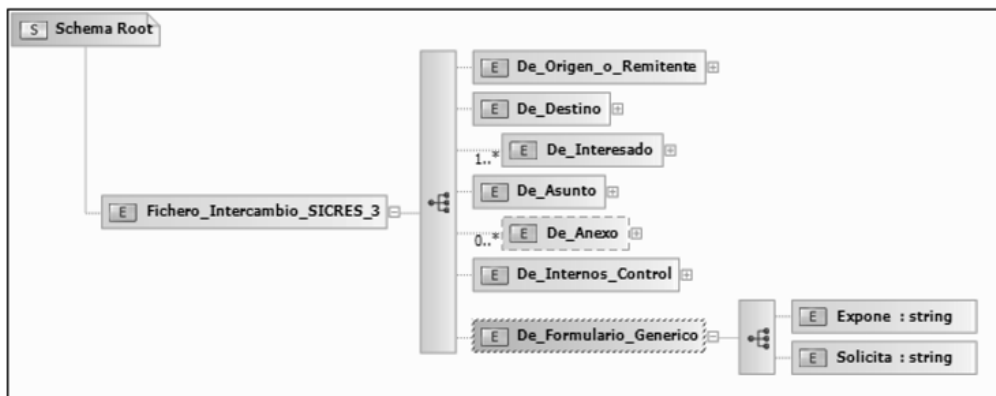 S Schema Root
E De_Origen_o_Remitente
E De_Destino
1..* E De_Interesado
E De_Asunto
E Fichero_Intercambio_SICRES_3
0..* E De_Anexo
E De_Internos_Control
E De_Formulario_Generico
E Expone : string
E Solicita : string